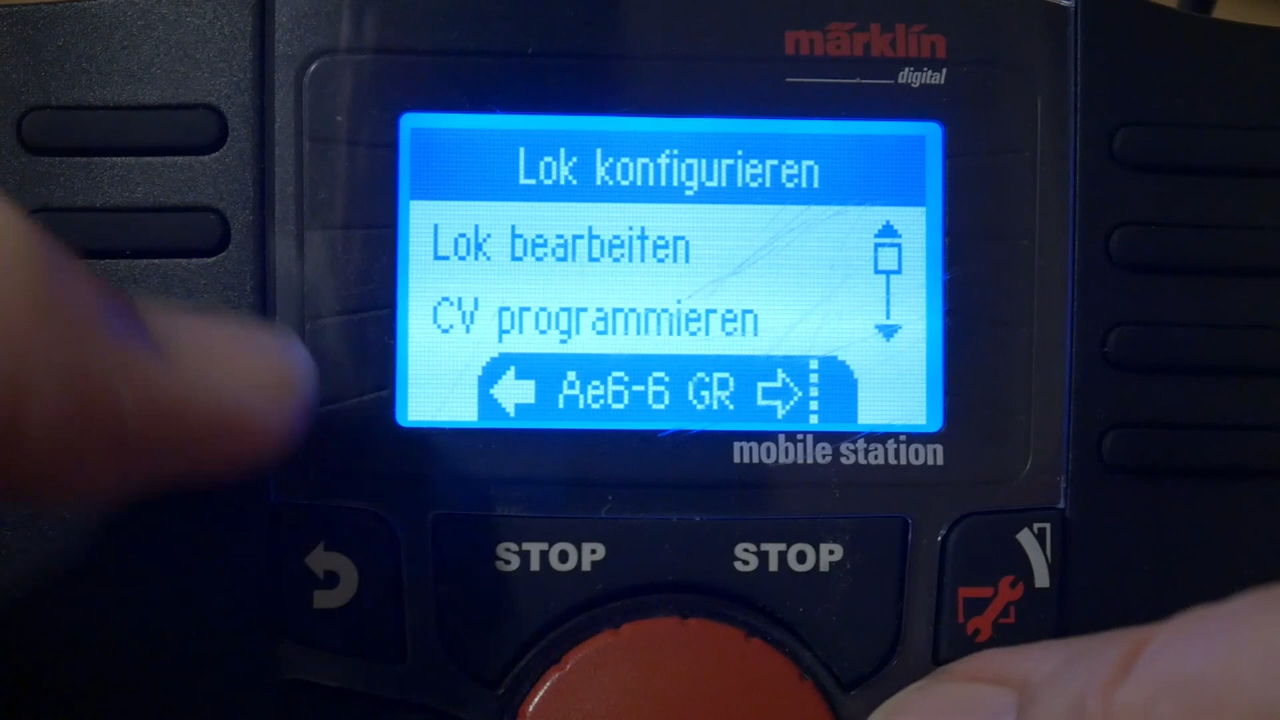 märklin
digital
Lok konfigurieren
Lok bearbeiten
CV programmieren
Ae6-6 GR
mobile station
STOP STOP